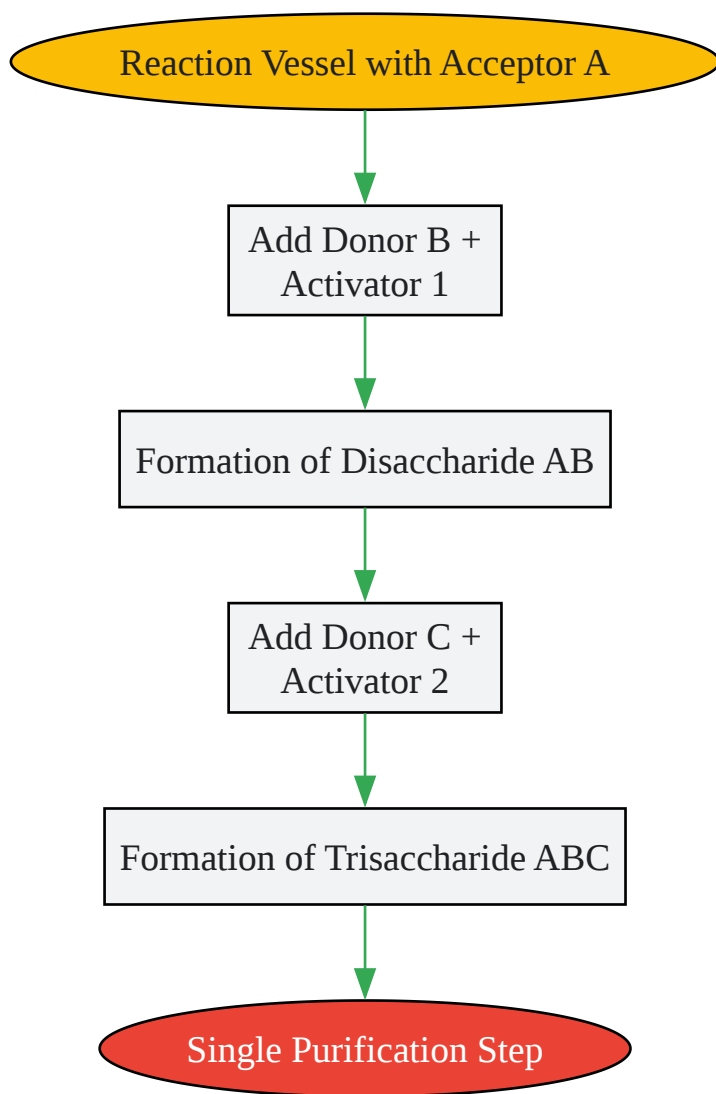 Reaction Vessel with Acceptor A
Add Donor B +
Activator 1
Formation of Disaccharide AB
Add Donor C +
Activator 2
Formation of Trisaccharide ABC
Single Purification Step